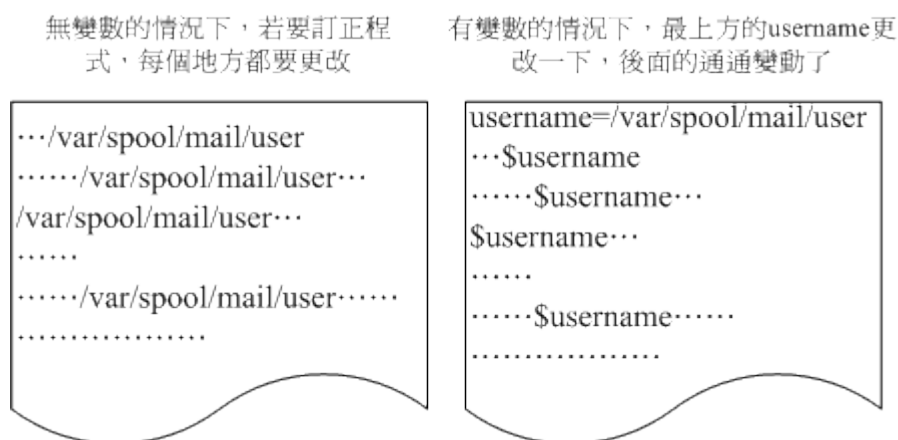 無變數的情況下，若要訂正程
式，每個地方都要更改
…/var/spool/mail/user
……/var/spool/mail/user…
/var/spool/mail/user…
……
……/var/spool/mail/user……
………………
有變數的情況下，最上方的username更
改一下，後面的通通變動了
username=/var/spool/mail/user
…$username
……$username…
$username…
……
……$username……
………………